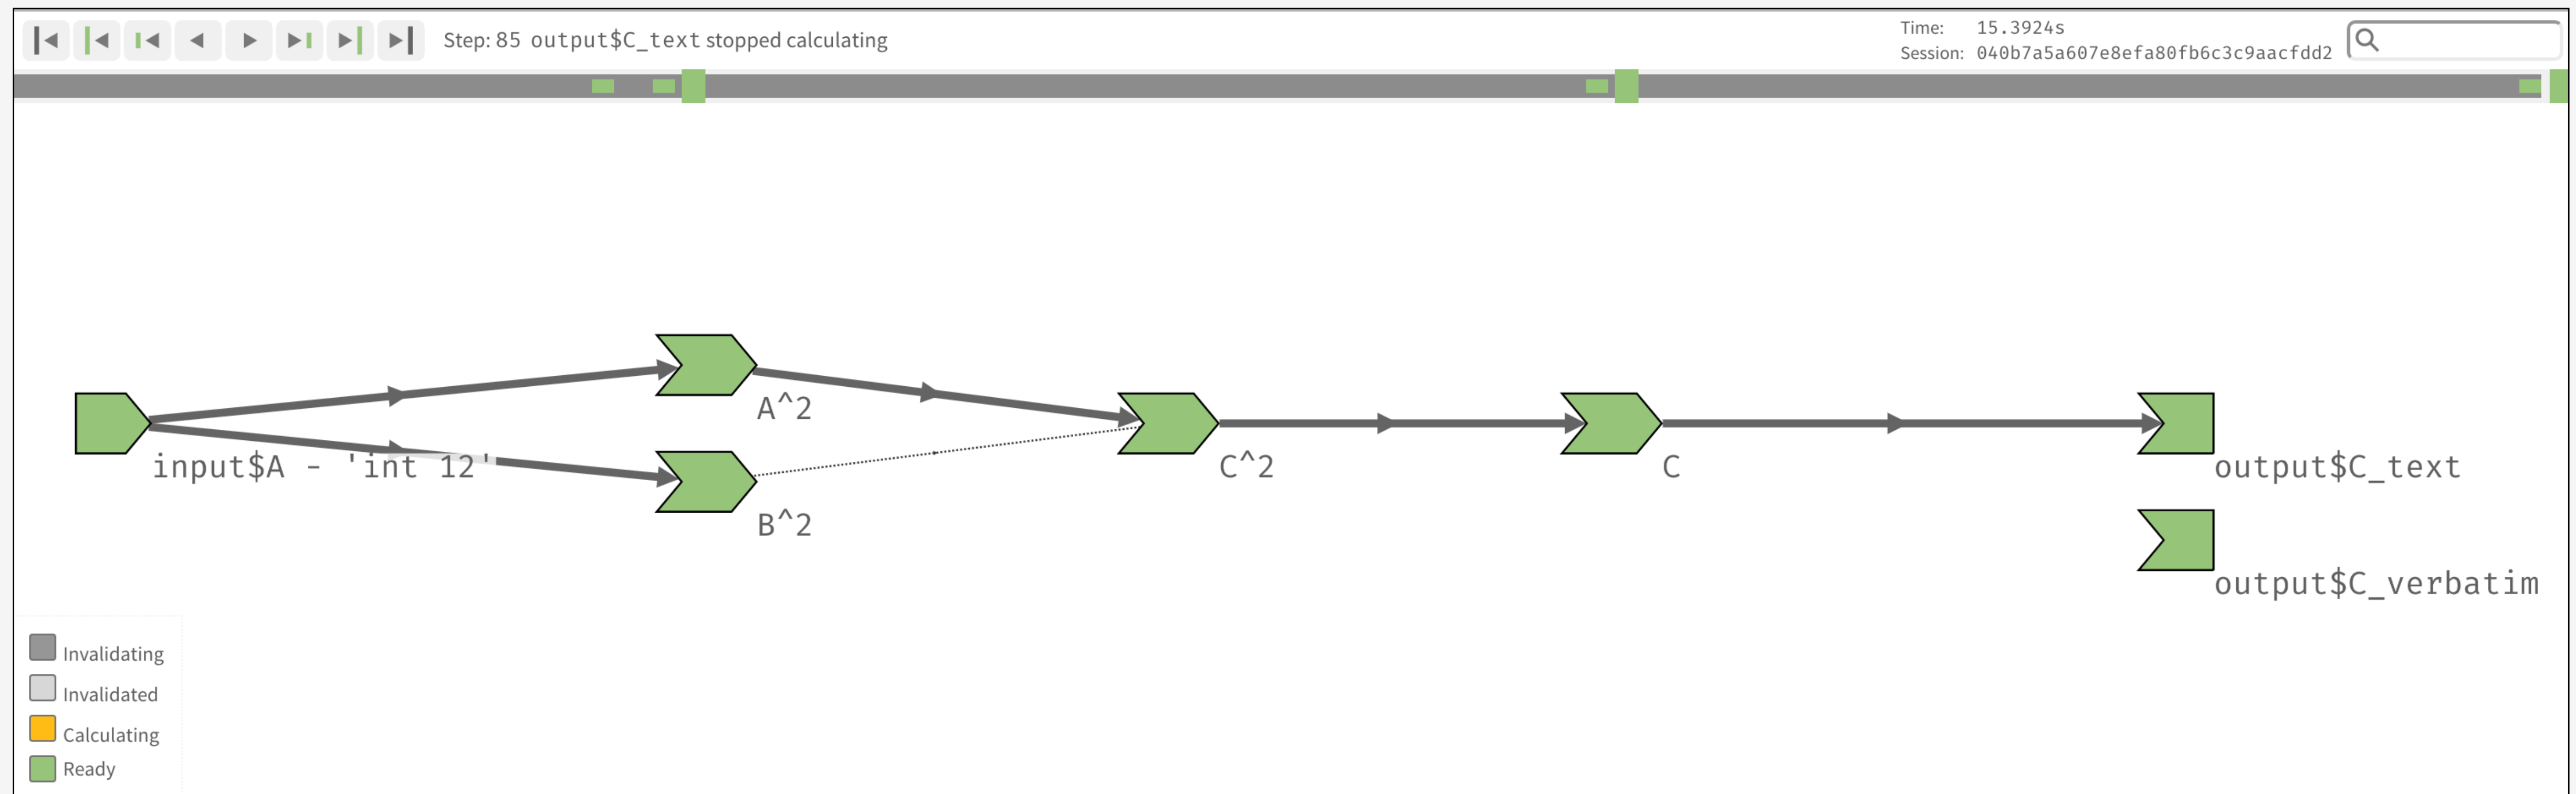 Step: 85 output$C_text stopped calculating
Time: 15.3924s
Session: 040b7a5a607e8efa80fb6c3c9aacfdd2
A^2
input$A - 'int 12'
C^2
C
output$C_text
B^2
output$C_verbatim
Invalidating
Invalidated
Calculating
Ready